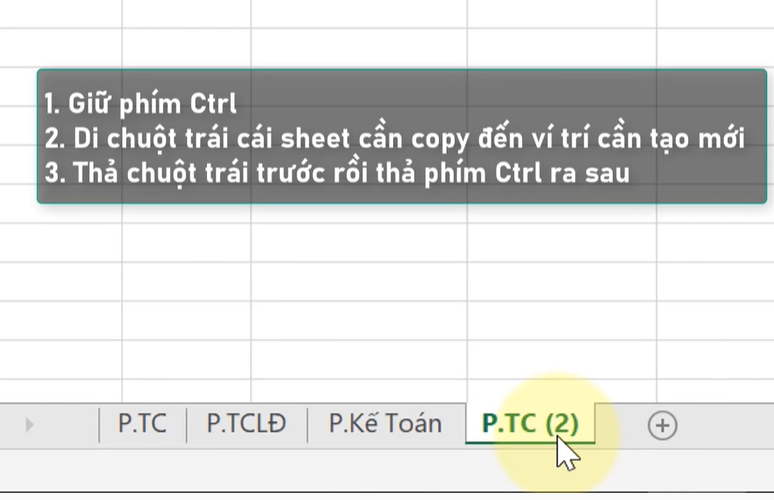 1. Giữ phím Ctrl
2. Di chuột trái cái sheet cần copy đến ví trí cần tạo mới
3. Thả chuột trái trước rồi thả phím Ctrl ra sau
P.TC P.TCLĐ P.Kế Toán P.TC (2)